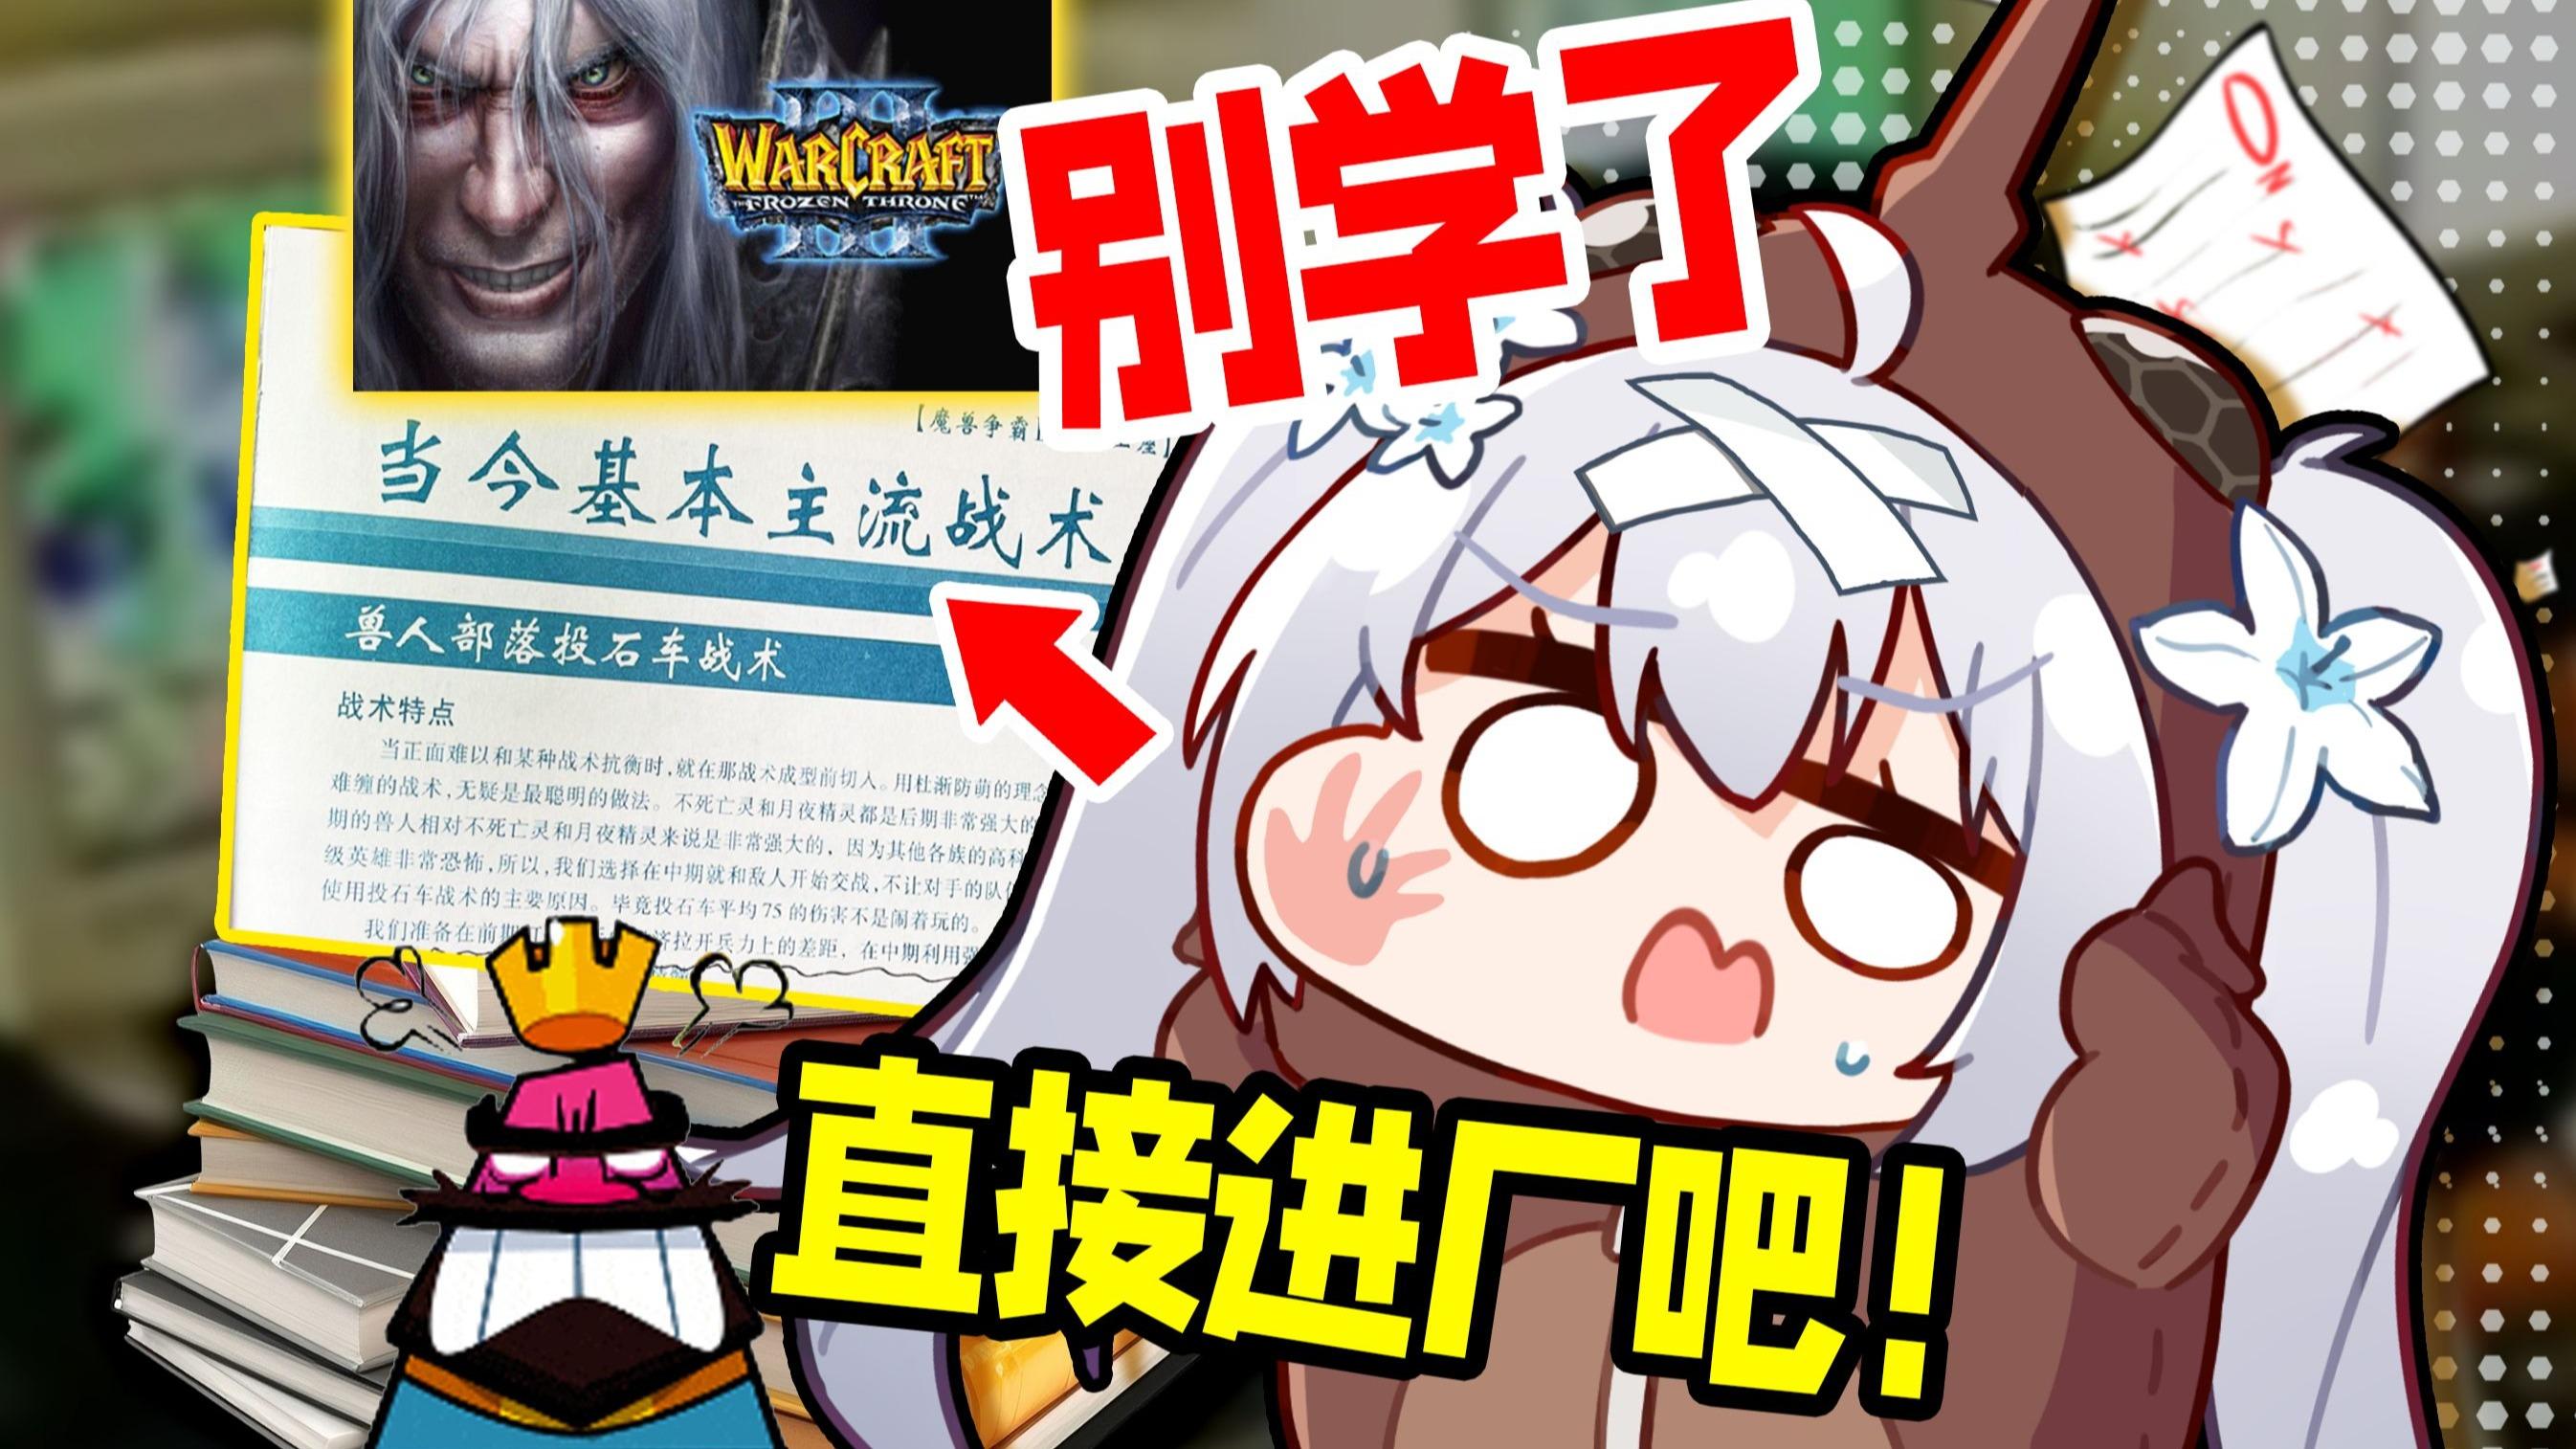 WARCRAFT
III
FROZEN THRONE
别学了
【魔兽争霸
当今基本主流战术
兽人部落投石车战术
战术特点
当正面难以和某种战术抗衡时,就在那战术成型前切入。用杜渐防萌的理念
难缠的战术,无疑是最聪明的做法。不死亡灵和月夜精灵都是后期非常强大的
期的兽人相对不死亡灵和月夜精灵来说是非常强大的,因为其他各族的高科
级英雄非常恐怖,所以,我们选择在中期就和敌人开始交战,不让对手的队
使用投石车战术的主要原因。毕竟投石车平均75的伤害不是闹着玩的。
我们准备在前期
拉开兵力上的差距,在中期利用强
直接进厂吧!